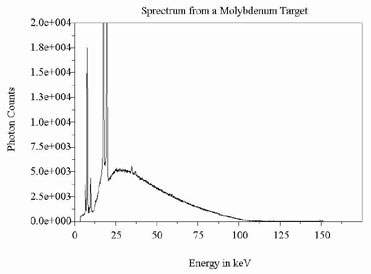 Sprectrum from a Molybdenum Target
2.0e+004
1.8e+004
1.5e+004
1.3e+004
1.0e+004
7.5e+003
5.0e+003
2.5e+003
0.0e+000
Photon Counts
0 25 50 75 100 125 150
Energy in keV